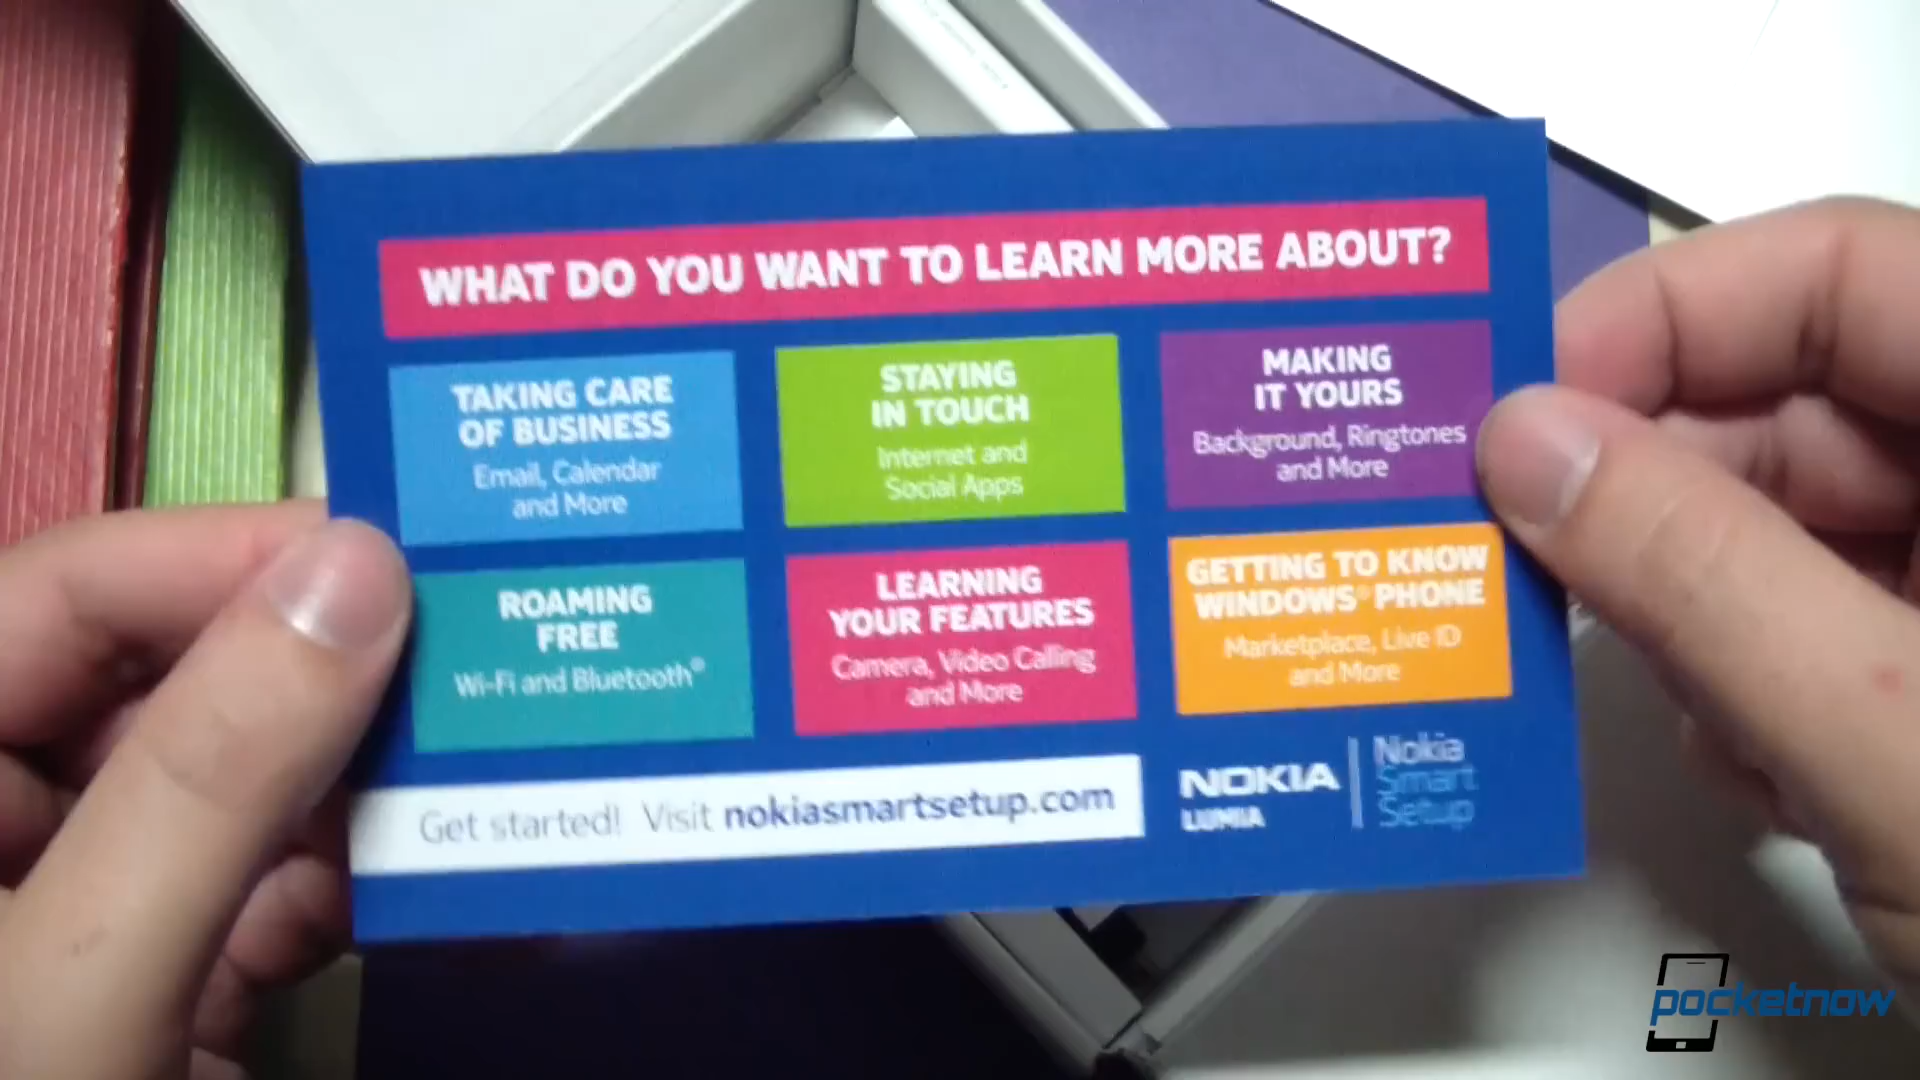 WHAT DO YOU WANT TO LEARN MORE ABOUT?
TAKING CARE
OF BUSINESS
Email, Calendar
and More
STAYING
IN TOUCH
Internet and
Social Apps
MAKING
IT YOURS
Background, Ringtones
and More
ROAMING
FREE
Wi-Fi and Bluetooth®
LEARNING
YOUR FEATURES
Camera, Video Calling
and More
GETTING TO KNOW
WINDOWS® PHONE
Marketplace, Live ID
and More
Get started! Visit nokiasmartsetup.com
NOKIA
LUMIA
Nokia
Smart
Setup
pocketnow